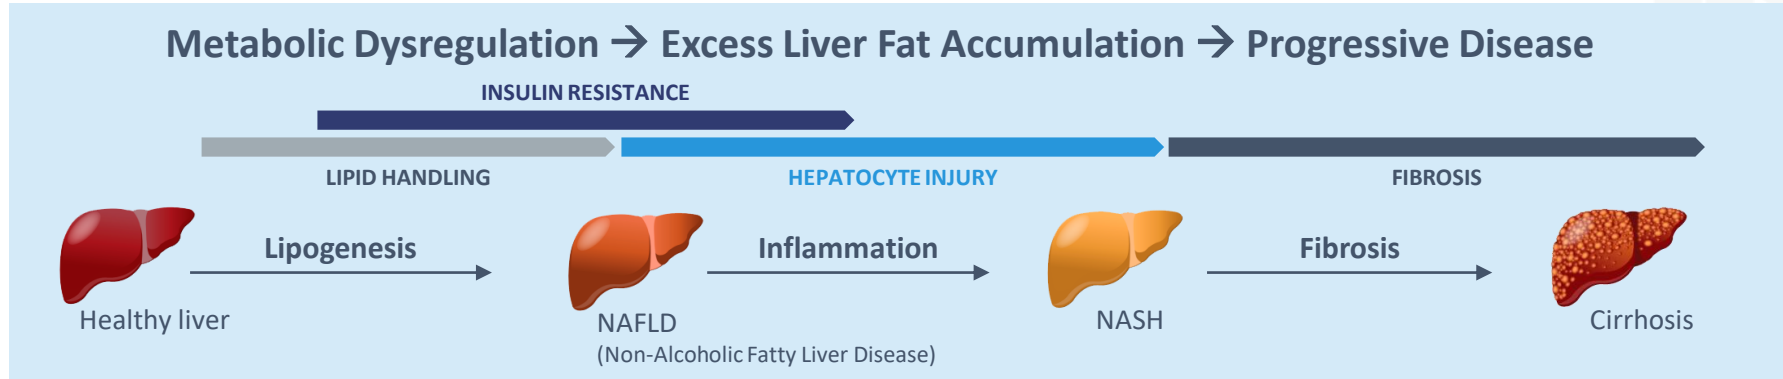 Metabolic Dysregulation → Excess Liver Fat Accumulation → Progressive Disease
INSULIN RESISTANCE
LIPID HANDLING
HEPATOCYTE INJURY
FIBROSIS
Lipogenesis
Inflammation
Fibrosis
Healthy liver
NAFLD
(Non-Alcoholic Fatty Liver Disease)
NASH
Cirrhosis